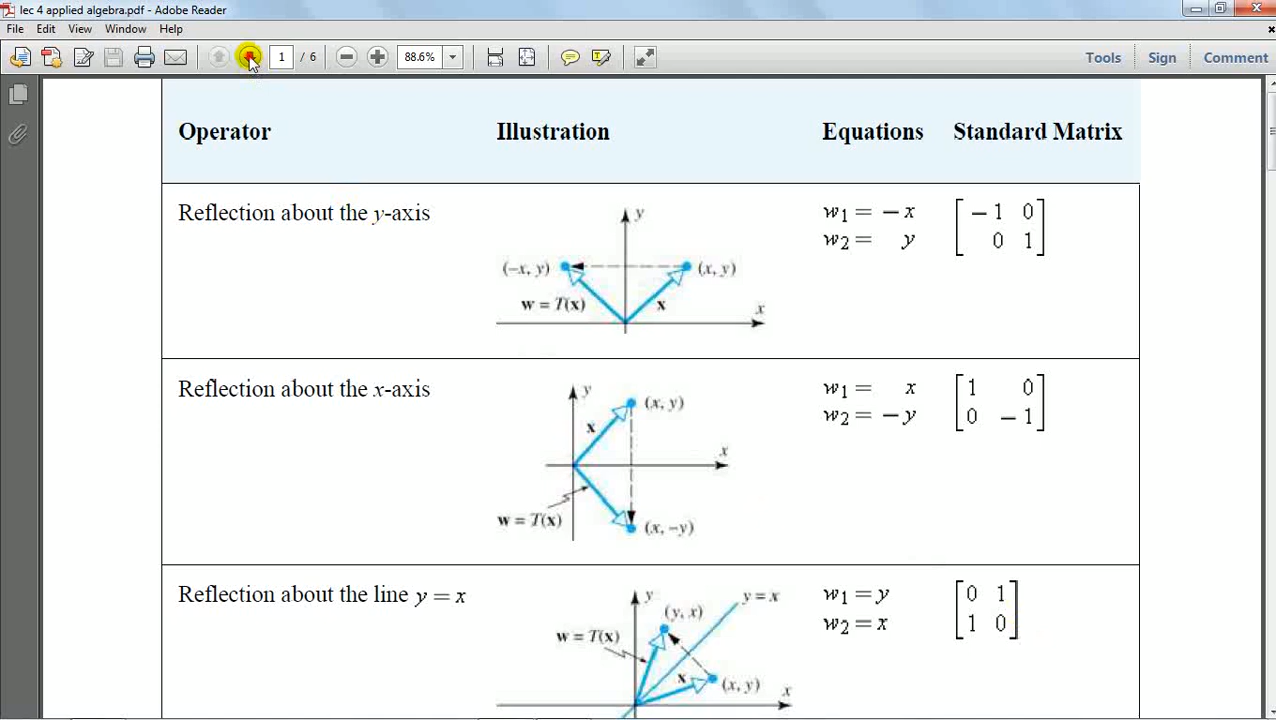 lec 4 applied algebra.pdf - Adobe Reader
File Edit View Window Help
1 / 6 88.6% Tools Sign Comment
Operator Illustration Equations Standard Matrix
Reflection about the y-axis
y
(−x, y) (x, y)
w = T(x) x
x
w1 = − x
w2 = y
[ − 1 0
0 1 ]
Reflection about the x-axis
y
(x, y)
x
x
w = T(x)
(x, −y)
w1 = x
w2 = − y
[ 1 0
0 − 1 ]
Reflection about the line y = x
y
y = x
(y, x)
w = T(x)
x (x, y) x
w1 = y
w2 = x
[ 0 1
1 0 ]